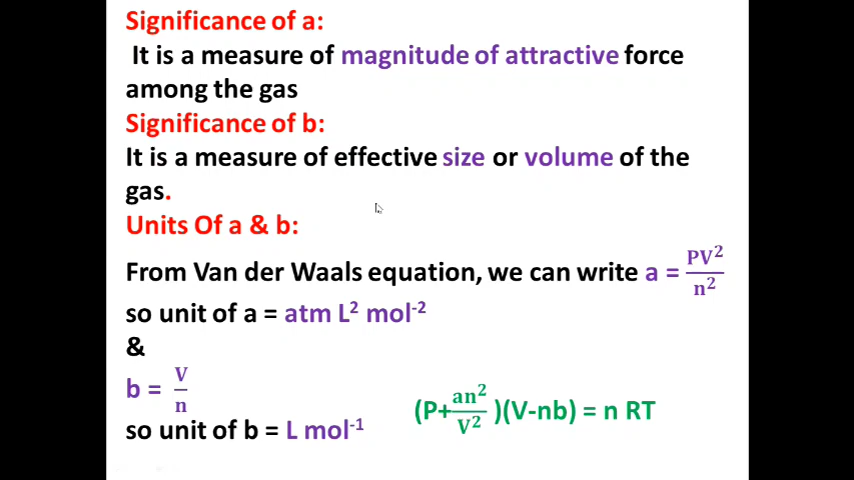 Significance of a:
It is a measure of magnitude of attractive force
among the gas
Significance of b:
It is a measure of effective size or volume of the
gas.
Units Of a & b:
From Van der Waals equation, we can write a = PV²/n²
so unit of a = atm L² mol⁻²
&
b = V/n
(P+an²/V² )(V-nb) = n RT
so unit of b = L mol⁻¹